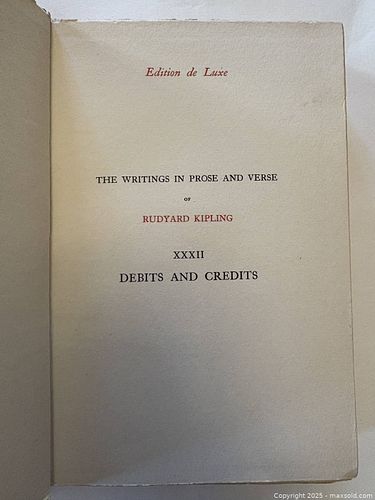 Edition de Luxe
THE WRITINGS IN PROSE AND VERSE
OF
RUDYARD KIPLING
XXXII
DEBITS AND CREDITS
Copyright 2025 - maxsold.com